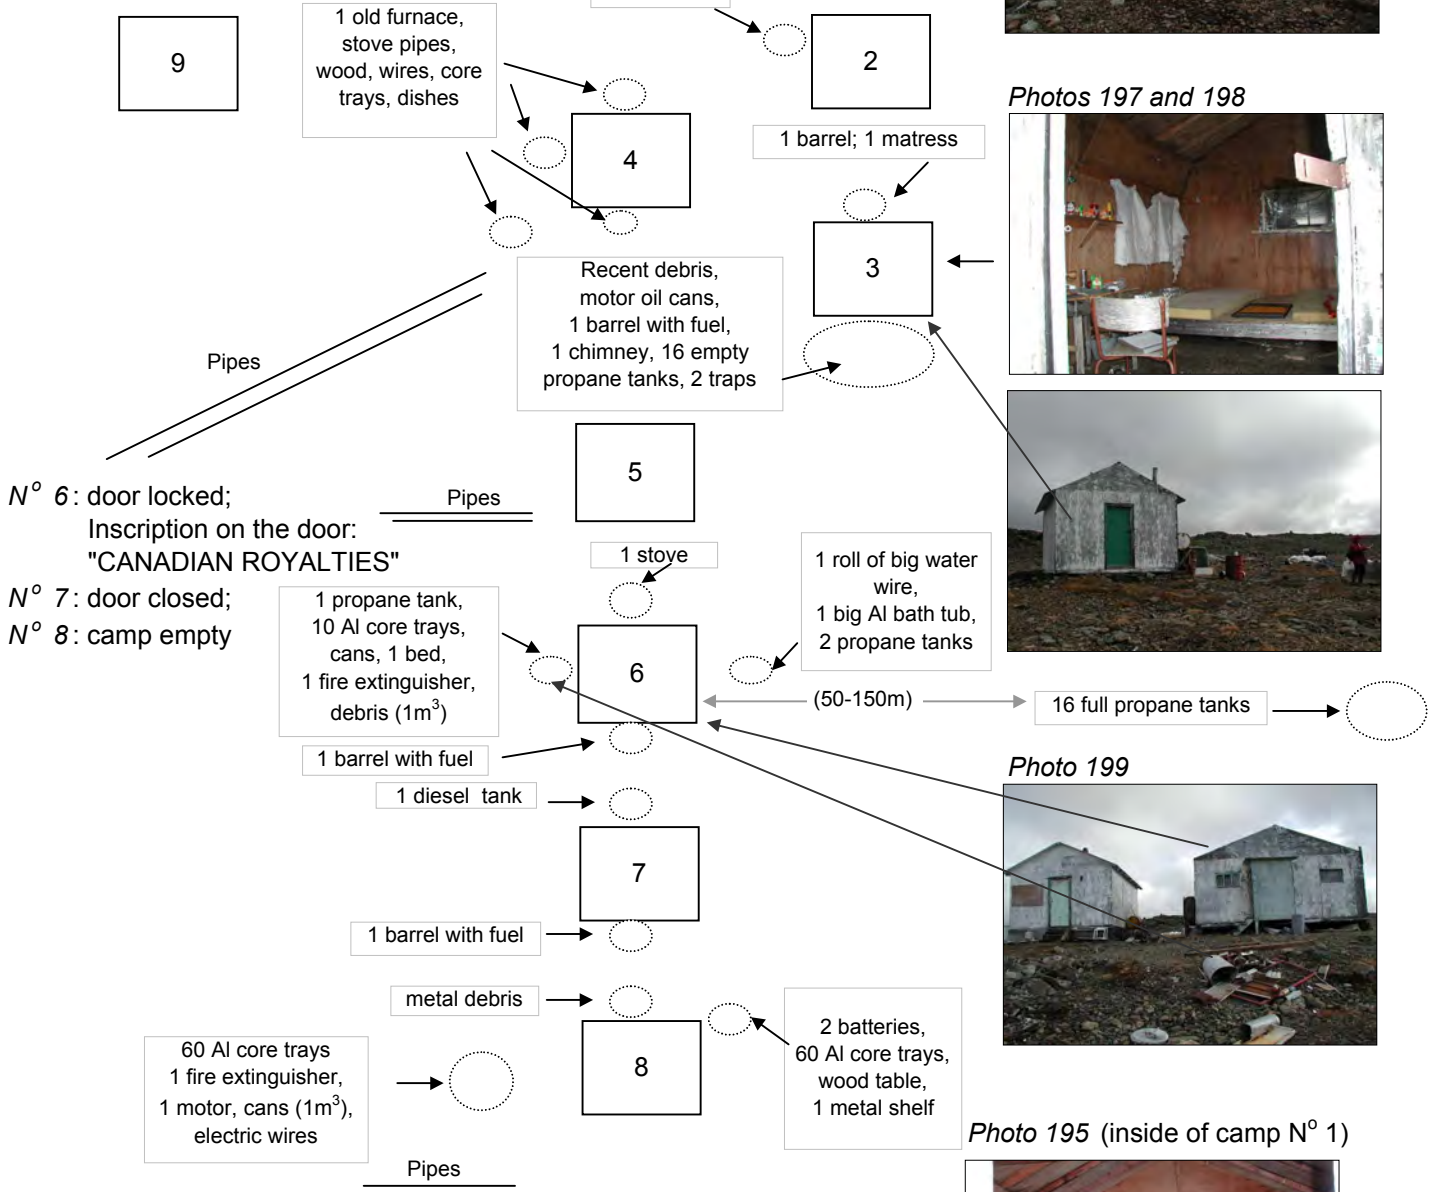 1 old furnace,
stove pipes,
wood, wires, core
trays, dishes
9
2
4
Photos 197 and 198
1 barrel; 1 matress
3
Recent debris,
motor oil cans,
1 barrel with fuel,
1 chimney, 16 empty
propane tanks, 2 traps
Pipes
5
N° 6: door locked;
Inscription on the door:
"CANADIAN ROYALTIES"
N° 7: door closed;
N° 8: camp empty
Pipes
1 stove
1 roll of big water
wire,
1 big Al bath tub,
2 propane tanks
1 propane tank,
10 Al core trays,
cans, 1 bed,
1 fire extinguisher,
debris (1m³)
6
(50-150m)
16 full propane tanks
1 barrel with fuel
Photo 199
1 diesel tank
7
1 barrel with fuel
metal debris
2 batteries,
60 Al core trays,
wood table,
1 metal shelf
8
60 Al core trays
1 fire extinguisher,
1 motor, cans (1m³),
electric wires
Photo 195 (inside of camp N° 1)
Pipes